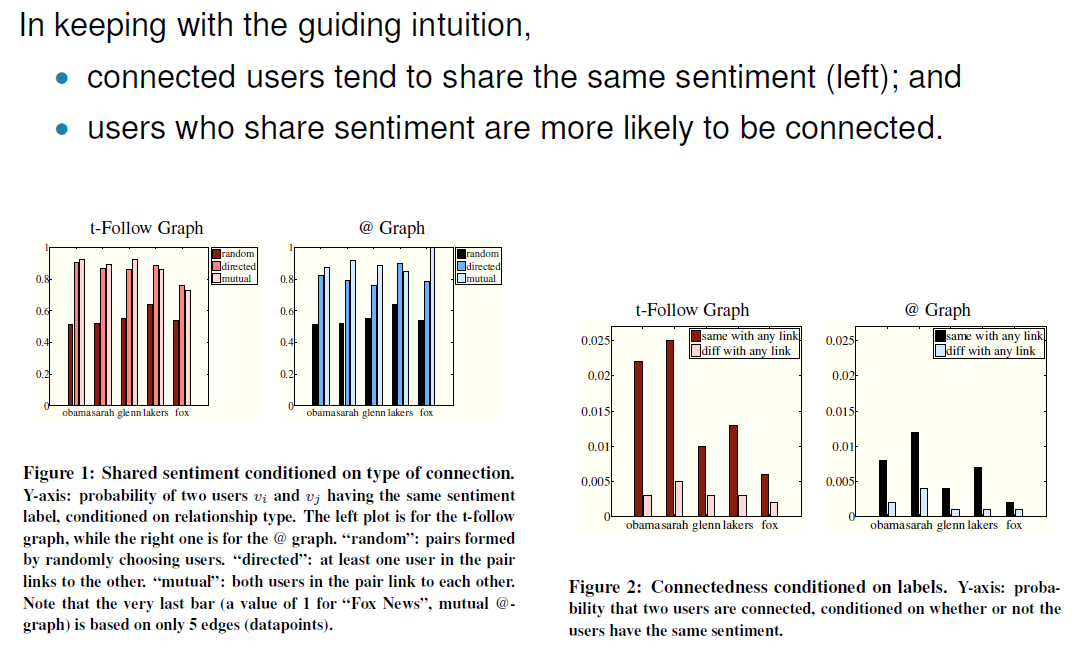 In keeping with the guiding intuition,
• connected users tend to share the same sentiment (left); and
• users who share sentiment are more likely to be connected.
t-Follow Graph
1
0.8
0.6
0.4
0.2
0
random
directed
mutual
obama sarah glenn lakers fox
@ Graph
1
0.8
0.6
0.4
0.2
0
random
directed
mutual
obama sarah glenn lakers fox
Figure 1: Shared sentiment conditioned on type of connection.
Y-axis: probability of two users vi and vj having the same sentiment
label, conditioned on relationship type. The left plot is for the t-follow
graph, while the right one is for the @ graph. “random”: pairs formed
by randomly choosing users. “directed”: at least one user in the pair
links to the other. “mutual”: both users in the pair link to each other.
Note that the very last bar (a value of 1 for “Fox News”, mutual @-
graph) is based on only 5 edges (datapoints).
t-Follow Graph
0.025
0.02
0.015
0.01
0.005
0
same with any link
diff with any link
obama sarah glenn lakers fox
@ Graph
0.025
0.02
0.015
0.01
0.005
0
same with any link
diff with any link
obama sarah glenn lakers fox
Figure 2: Connectedness conditioned on labels. Y-axis: proba-
bility that two users are connected, conditioned on whether or not the
users have the same sentiment.